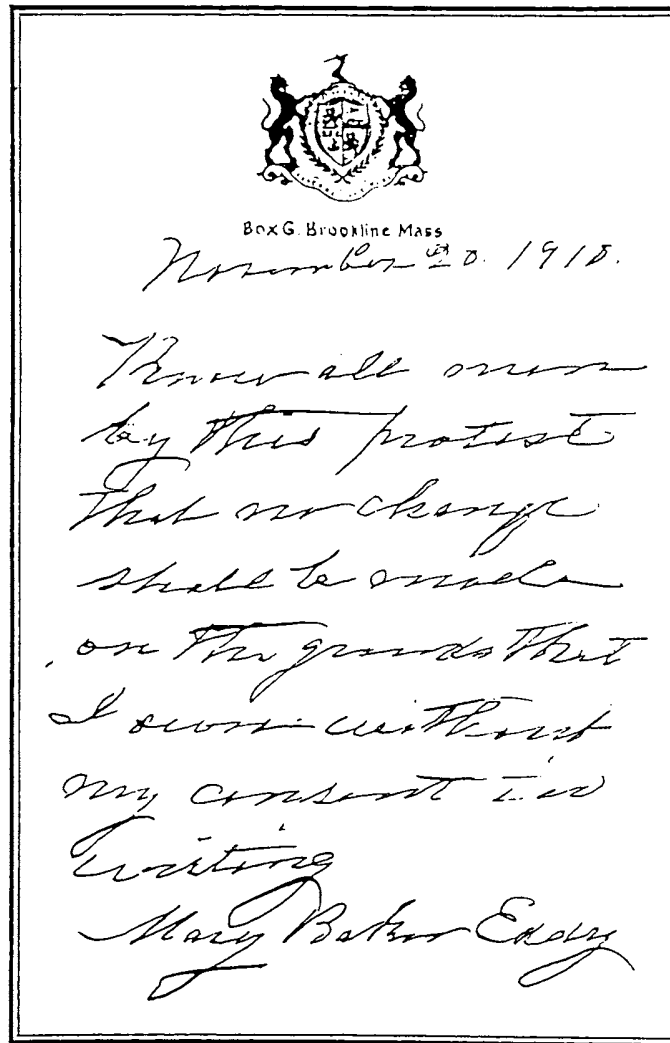 Box G. Brookline Mass
November 20. 1910.
Know all men
by this protest
that no change
shall be made
on the grounds that
I own without
my consent in
writing
Mary Baker Eddy